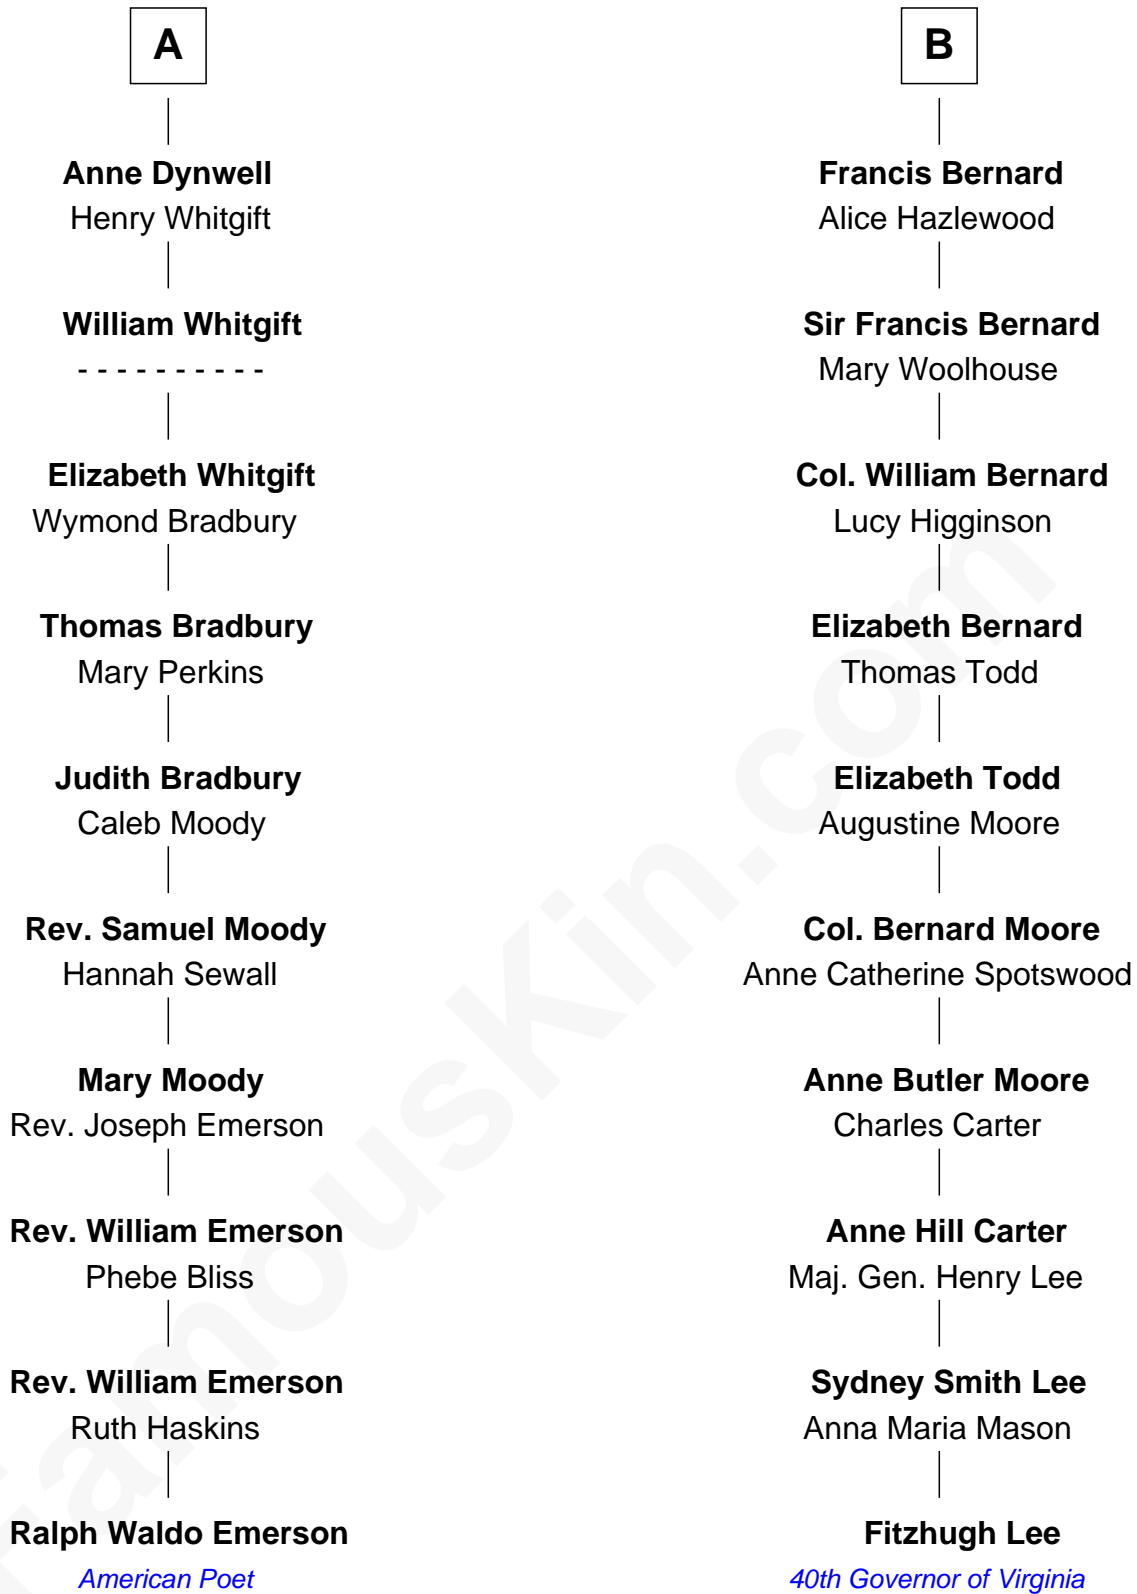 A
Anne Dynwell
Henry Whitgift
William Whitgift
- - - - - - - - - -
Elizabeth Whitgift
Wymond Bradbury
Thomas Bradbury
Mary Perkins
Judith Bradbury
Caleb Moody
Rev. Samuel Moody
Hannah Sewall
Mary Moody
Rev. Joseph Emerson
Rev. William Emerson
Phebe Bliss
Rev. William Emerson
Ruth Haskins
Ralph Waldo Emerson
American Poet
B
Francis Bernard
Alice Hazlewood
Sir Francis Bernard
Mary Woolhouse
Col. William Bernard
Lucy Higginson
Elizabeth Bernard
Thomas Todd
Elizabeth Todd
Augustine Moore
Col. Bernard Moore
Anne Catherine Spotswood
Anne Butler Moore
Charles Carter
Anne Hill Carter
Maj. Gen. Henry Lee
Sydney Smith Lee
Anna Maria Mason
Fitzhugh Lee
40th Governor of Virginia
FamousKin.com